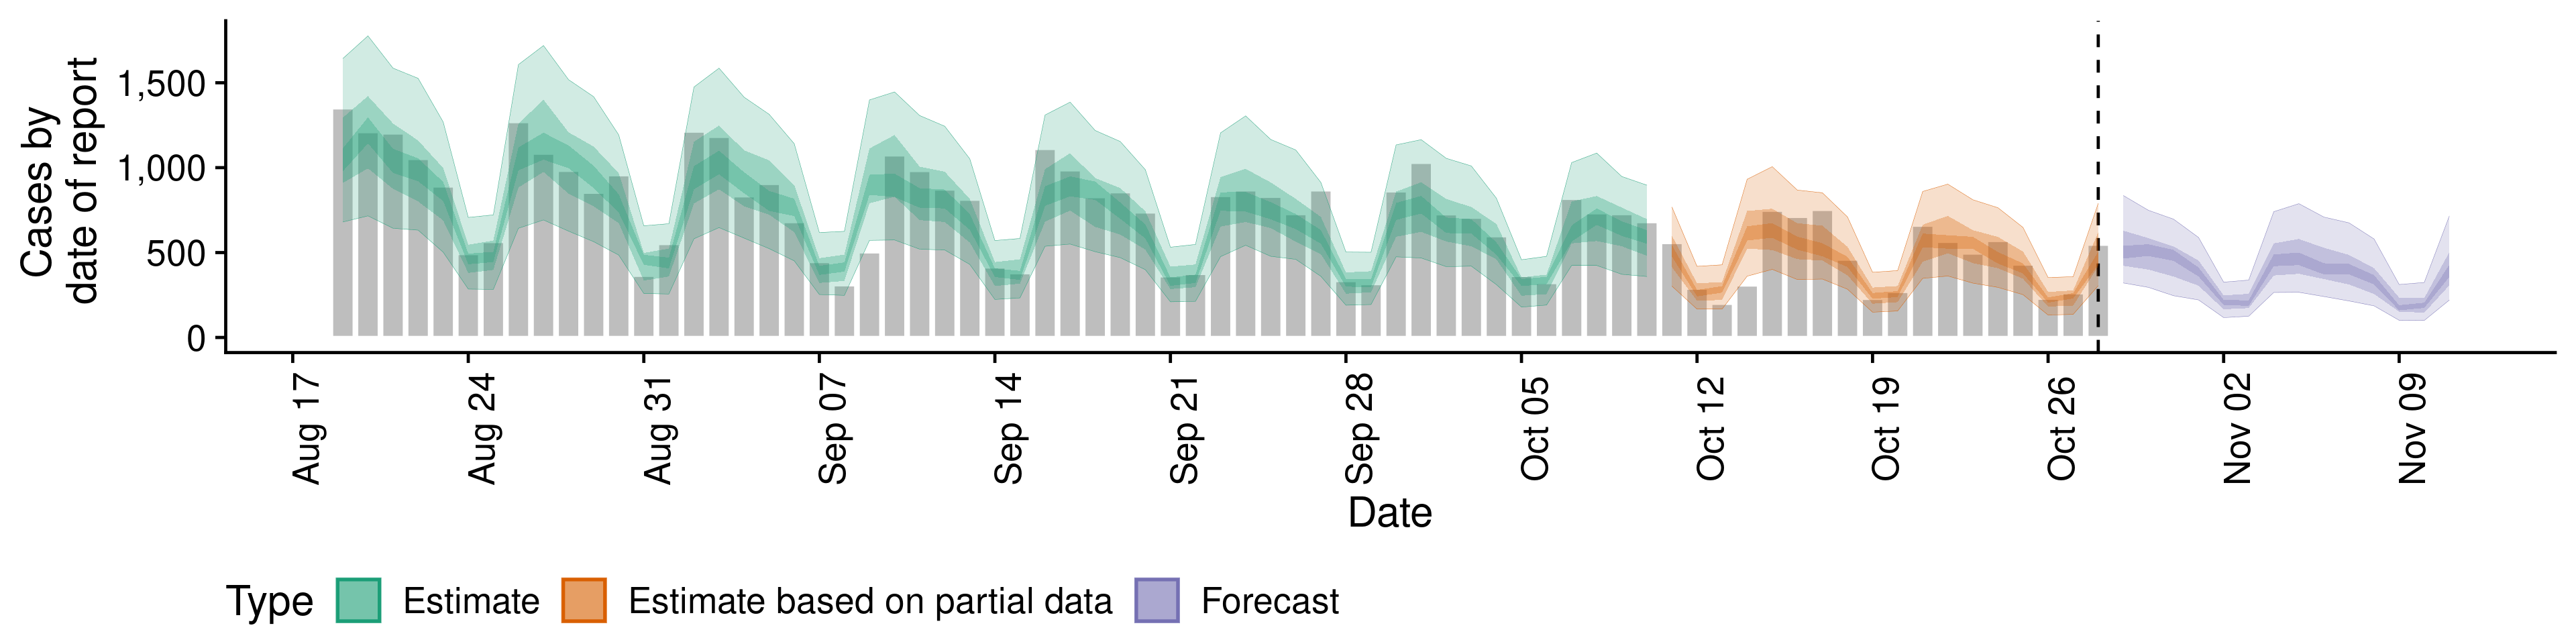 Cases by
date of report
1,500
1,000
500
0
Aug 17
Aug 24
Aug 31
Sep 07
Sep 14
Sep 21
Sep 28
Oct 05
Oct 12
Oct 19
Oct 26
Nov 02
Nov 09
Date
Type Estimate Estimate based on partial data Forecast